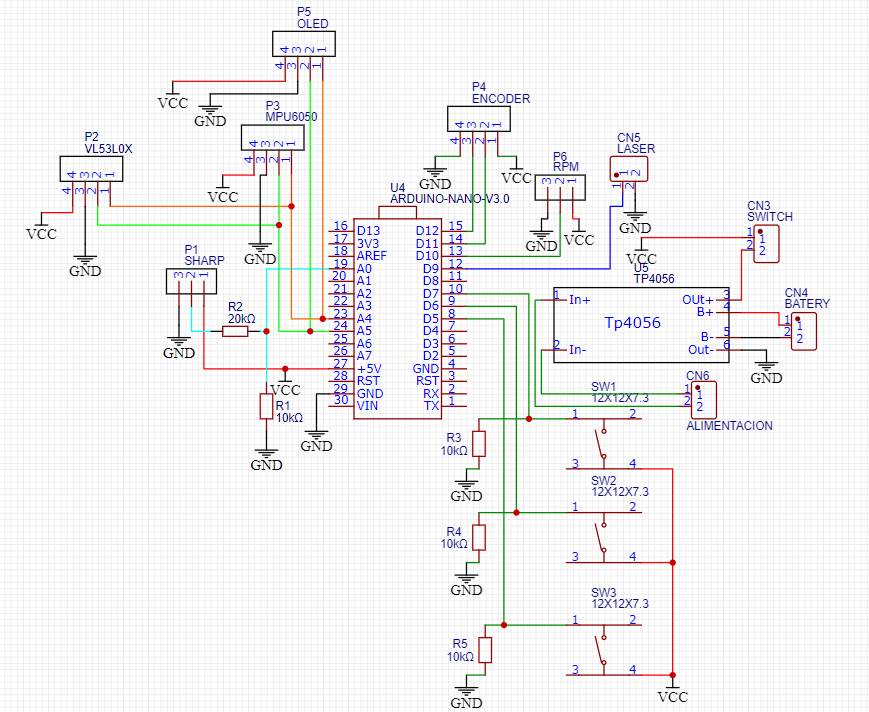 P5
OLED
4 3 2 1
4 3 2 1
VCC
GND
P4
ENCODER
4 3 2 1
4 3 2 1
GND
VCC
P3
MPU6050
4 3 2 1
4 3 2 1
VCC
GND
P2
VL53L0X
4 3 2 1
4 3 2 1
VCC
GND
P6
RPM
3 2 1
3 2 1
GND
VCC
CN5
LASER
1 2
1 2
GND
CN3
SWITCH
1 1
2 2
VCC
P1
SHARP
3 2 1
3 2 1
GND
R2
20kΩ
R1
10kΩ
GND
VCC
GND
U4
ARDUINO-NANO-V3.0
16 D13 D12 15
17 3V3 D11 14
18 AREF D10 13
19 A0 D9 12
20 A1 D8 11
21 A2 D7 10
22 A3 D6 9
23 A4 D5 8
24 A5 D4 7
25 A6 D3 6
26 A7 D2 5
27 +5V GND 4
28 RST RST 3
29 GND RX 2
30 VIN TX 1
U5
TP4056
1 In+ OUt+ 3
B+ 4
Tp4056
B- 5
2 In- Out- 6
CN4
BATERY
1 1
2 2
GND
CN6
1 1
2 2
ALIMENTACION
SW1
12X12X7.3
1 2
3 4
R3
10kΩ
GND
SW2
12X12X7.3
1 2
3 4
R4
10kΩ
GND
SW3
12X12X7.3
1 2
3 4
R5
10kΩ
GND
VCC